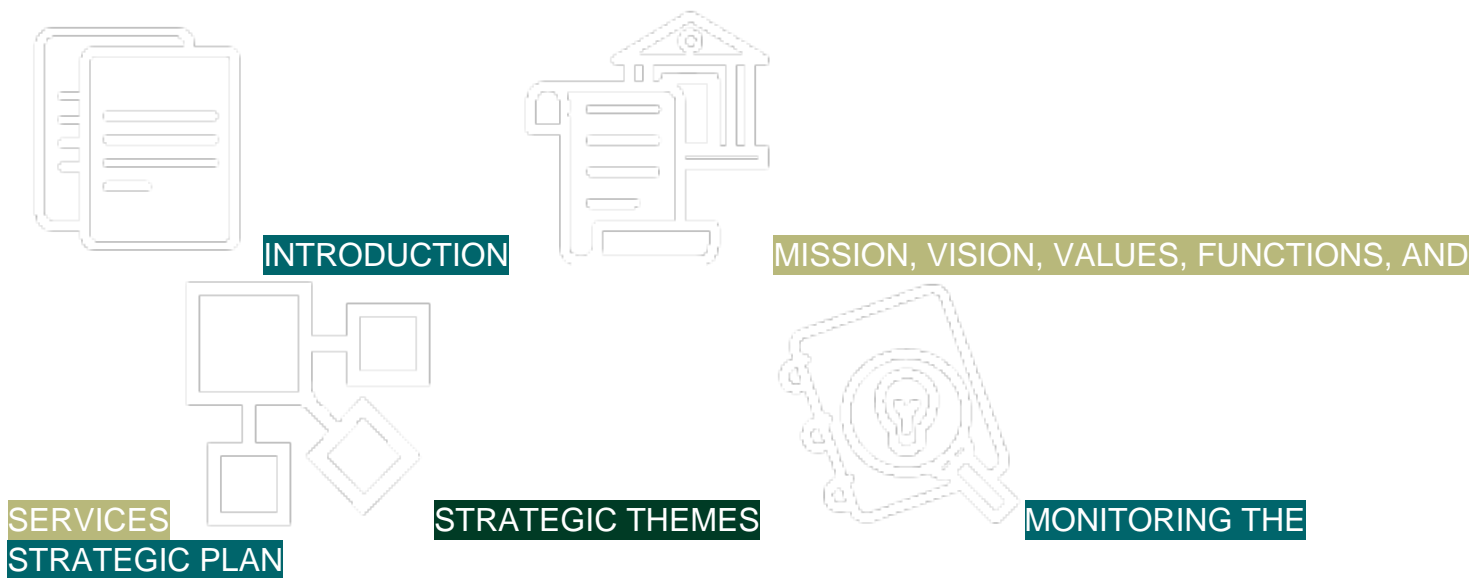 INTRODUCTION
MISSION, VISION, VALUES, FUNCTIONS, AND
SERVICES
STRATEGIC THEMES
MONITORING THE
STRATEGIC PLAN